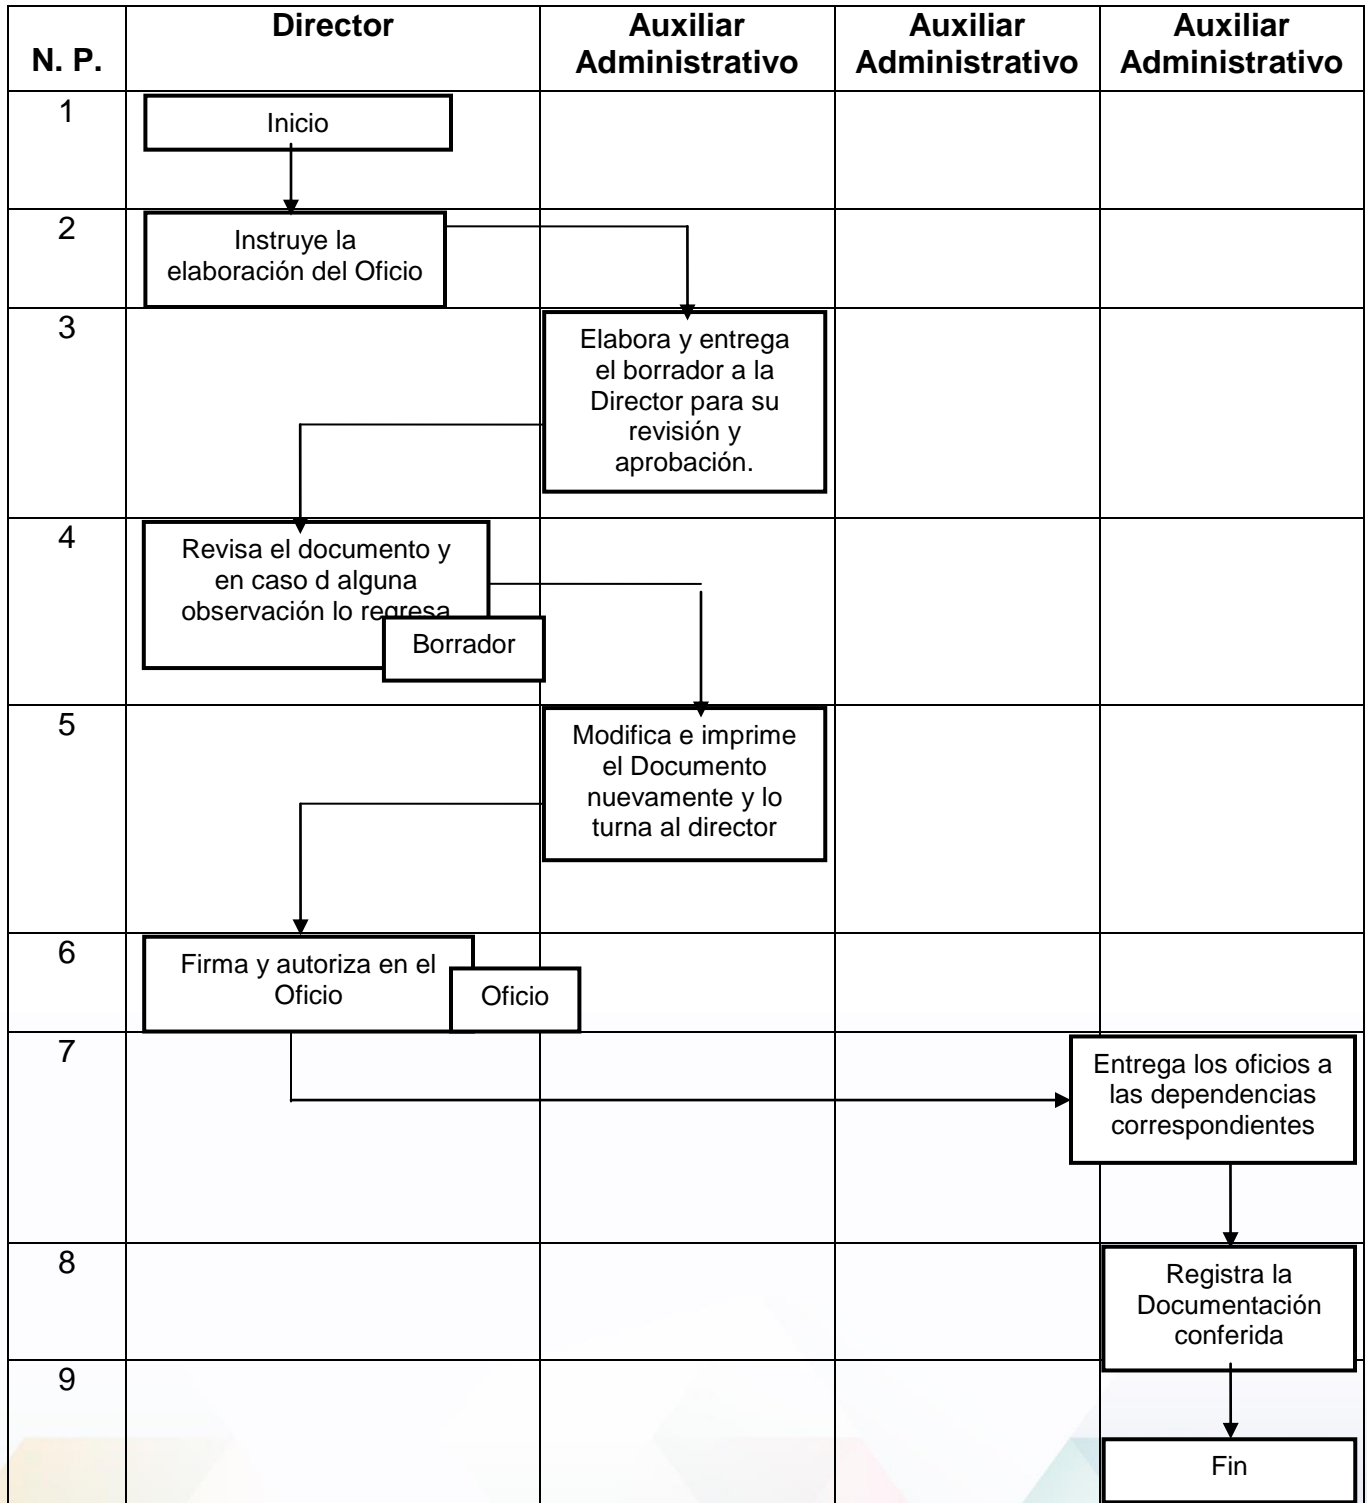 N. P.
Director
Auxiliar
Administrativo
Auxiliar
Administrativo
Auxiliar
Administrativo
1
Inicio
2
Instruye la
elaboración del Oficio
3
Elabora y entrega
el borrador a la
Director para su
revisión y
aprobación.
4
Revisa el documento y
en caso d alguna
observación lo regresa
Borrador
5
Modifica e imprime
el Documento
nuevamente y lo
turna al director
6
Firma y autoriza en el
Oficio
Oficio
7
Entrega los oficios a
las dependencias
correspondientes
8
Registra la
Documentación
conferida
9
Fin